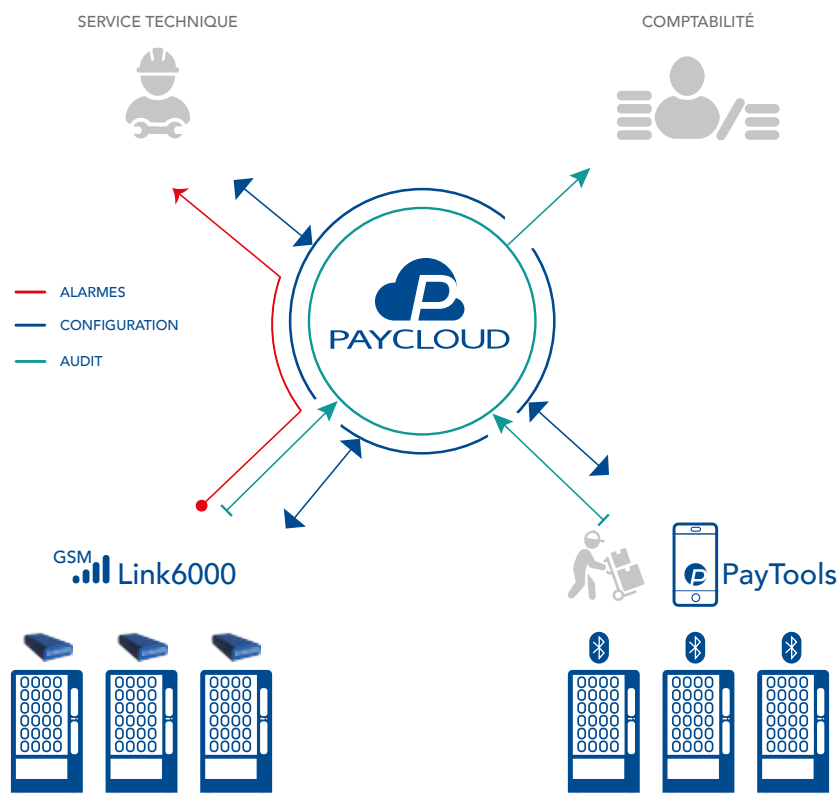 SERVICE TECHNIQUE
COMPTABILITÉ
PAYCLOUD
ALARMES
CONFIGURATION
AUDIT
GSM
Link6000
PayTools